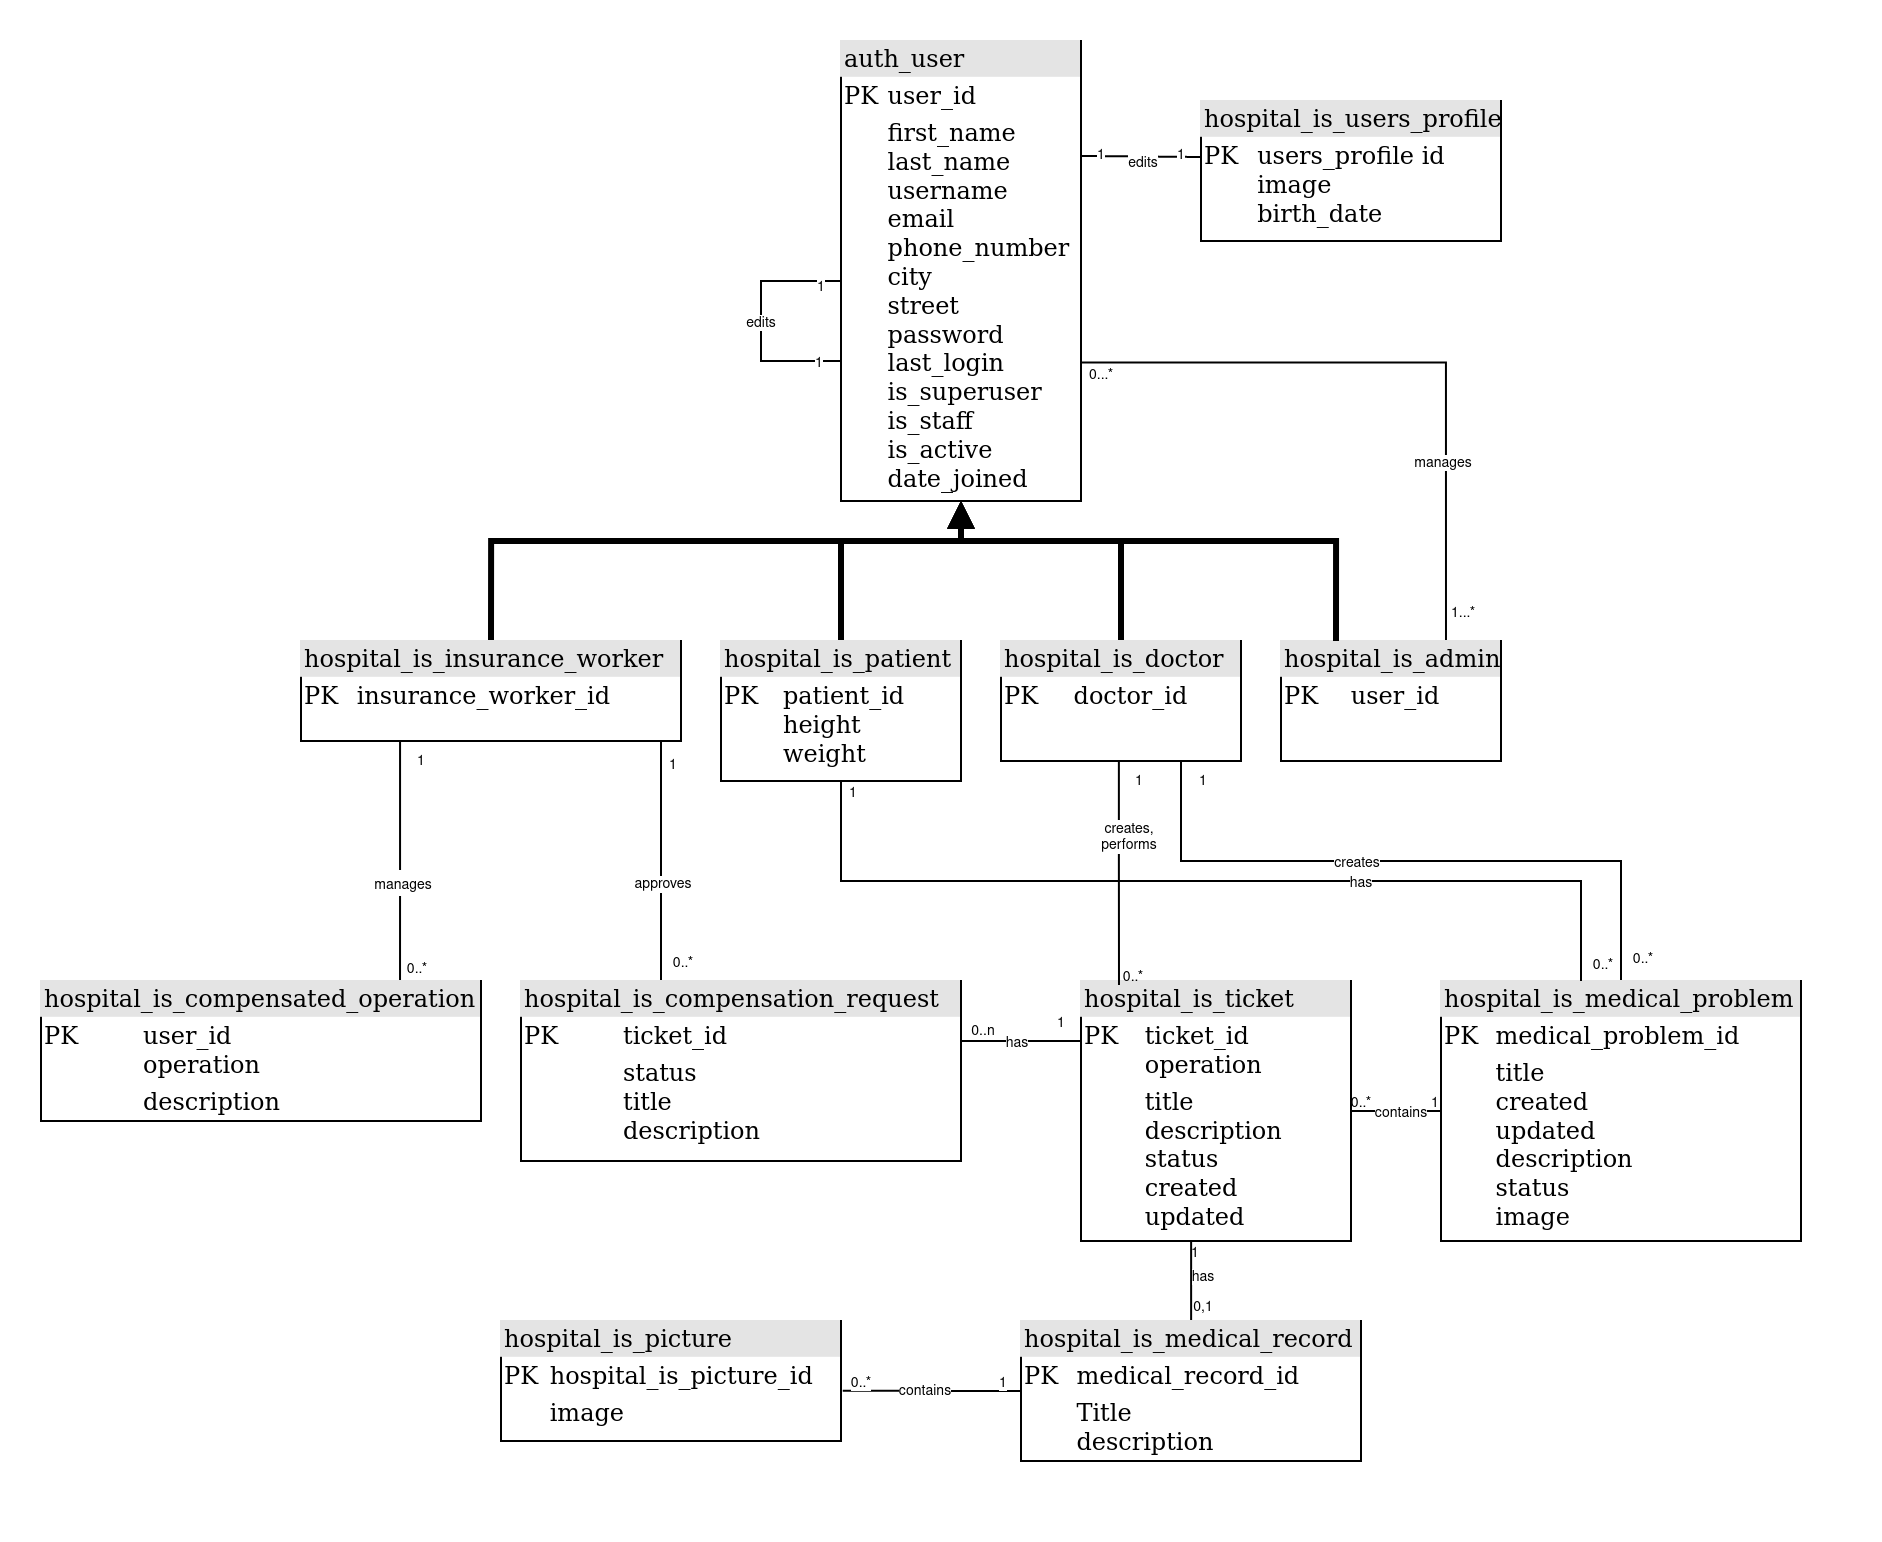 auth_user
PK user_id
first_name
last_name
username
email
phone_number
city
street
password
last_login
is_superuser
is_staff
is_active
date_joined
hospital_is_users_profile
PK users_profile id
image
birth_date
1 edits 1
1
edits
1
0...*
manages
1...*
hospital_is_insurance_worker
PK insurance_worker_id
hospital_is_patient
PK patient_id
height
weight
hospital_is_doctor
PK doctor_id
hospital_is_admin
PK user_id
1
manages
0..*
1
approves
0..*
1
has
0..*
1
creates,
performs
0..*
1
creates
0..*
hospital_is_compensated_operation
PK user_id
operation
description
hospital_is_compensation_request
PK ticket_id
status
title
description
0..n has 1
hospital_is_ticket
PK ticket_id
operation
title
description
status
created
updated
0..* contains 1
hospital_is_medical_problem
PK medical_problem_id
title
created
updated
description
status
image
1
has
0,1
hospital_is_picture
PK hospital_is_picture_id
image
0..* contains 1
hospital_is_medical_record
PK medical_record_id
Title
description